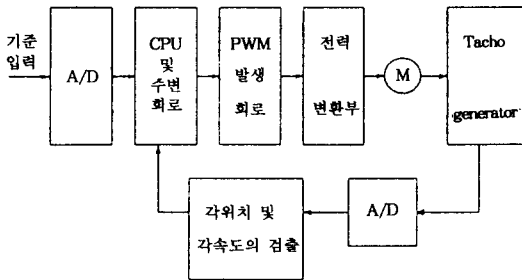 기준
입력
A/D
CPU
및
주변
회로
PWM
발생
회로
전력
변환부
M
Tacho
generator
각위치 및
각속도의 검출
A/D